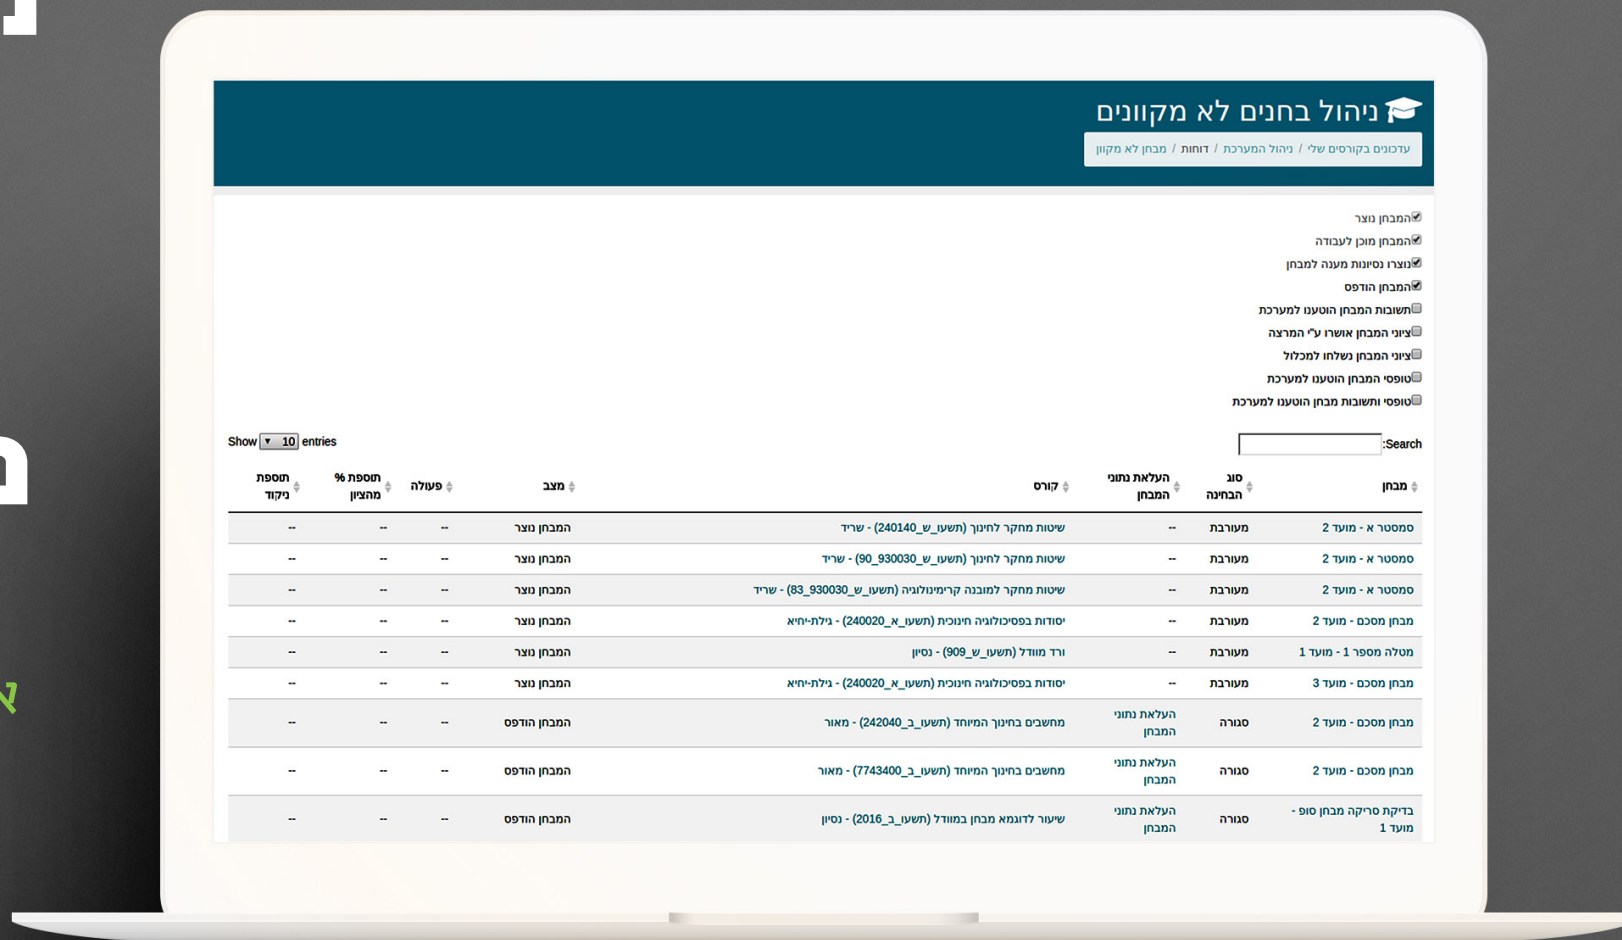 ניהול בחנים לא מקוונים
עדכונים בקורסים שלי / ניהול המערכת / דוחות / מבחן לא מקוון
המבחן נוצר
המבחן מוכן לעבודה
נוצרו נסיונות מענה למבחן
המבחן הודפס
תשובות המבחן הוטענו למערכת
ציוני המבחן אושרו ע"י המרצה
ציוני המבחן נשלחו למכלול
טופסי המבחן הוטענו למערכת
טופסי ותשובות מבחן הוטענו למערכת
Search:
Show 10 entries
מבחן סוג הבחינה העלאת נתוני המבחן קורס מצב פעולה תוספת % מהציון תוספת ניקוד
סמסטר א - מועד 2 מעורבת -- שיטות מחקר לחינוך (תשעו_ש_240140) - שריד המבחן נוצר -- -- --
סמסטר א - מועד 2 מעורבת -- שיטות מחקר לחינוך (תשעו_ש_930030_90) - שריד המבחן נוצר -- -- --
סמסטר א - מועד 2 מעורבת -- שיטות מחקר למובנה קרימינולוגיה (תשעו_ש_930030_83) - שריד המבחן נוצר -- -- --
מבחן מסכם - מועד 2 מעורבת -- יסודות בפסיכולוגיה חינוכית (תשעו_א_240020) - גילת-יחיא המבחן נוצר -- -- --
מטלה מספר 1 - מועד 1 מעורבת -- ורד מוודל (תשעו_ש_909) - נסיון המבחן נוצר -- -- --
מבחן מסכם - מועד 3 מעורבת -- יסודות בפסיכולוגיה חינוכית (תשעו_א_240020) - גילת-יחיא המבחן נוצר -- -- --
מבחן מסכם - מועד 2 סגורה העלאת נתוני המבחן מחשבים בחינוך המיוחד (תשעו_ב_242040) - מאור המבחן הודפס -- -- --
מבחן מסכם - מועד 2 סגורה העלאת נתוני המבחן מחשבים בחינוך המיוחד (תשעו_ב_7743400) - מאור המבחן הודפס -- -- --
בדיקת סריקה מבחן סופ - מועד 1 סגורה העלאת נתוני המבחן שיעור לדוגמא מבחן במוודל (תשעו_ב_2016) - נסיון המבחן הודפס -- -- --